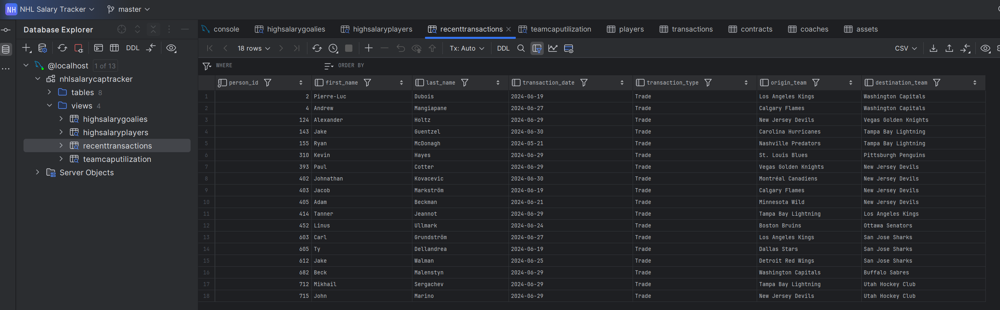 NH NHL Salary Tracker master
Database Explorer
DDL
@localhost 1 of 13
nhlsalarycaptracker
tables 8
views 4
highsalarygoalies
highsalaryplayers
recenttransactions
teamcaputilization
Server Objects
console highsalarygoalies highsalaryplayers recenttransactions teamcaputilization players transactions contracts coaches assets
18 rows Tx: Auto DDL CSV
WHERE ORDER BY
person_id first_name last_name transaction_date transaction_type origin_team destination_team
1 2 Pierre-Luc Dubois 2024-06-19 Trade Los Angeles Kings Washington Capitals
2 4 Andrew Mangiapane 2024-06-27 Trade Calgary Flames Washington Capitals
3 124 Alexander Holtz 2024-06-29 Trade New Jersey Devils Vegas Golden Knights
4 143 Jake Guentzel 2024-06-30 Trade Carolina Hurricanes Tampa Bay Lightning
5 155 Ryan McDonagh 2024-05-21 Trade Nashville Predators Tampa Bay Lightning
6 310 Kevin Hayes 2024-06-29 Trade St. Louis Blues Pittsburgh Penguins
7 393 Paul Cotter 2024-06-29 Trade Vegas Golden Knights New Jersey Devils
8 402 Johnathan Kovacevic 2024-06-30 Trade Montréal Canadiens New Jersey Devils
9 403 Jacob Markström 2024-06-19 Trade Calgary Flames New Jersey Devils
10 405 Adam Beckman 2024-06-21 Trade Minnesota Wild New Jersey Devils
11 414 Tanner Jeannot 2024-06-29 Trade Tampa Bay Lightning Los Angeles Kings
12 452 Linus Ullmark 2024-06-24 Trade Boston Bruins Ottawa Senators
13 603 Carl Grundström 2024-06-27 Trade Los Angeles Kings San Jose Sharks
14 605 Ty Dellandrea 2024-06-19 Trade Dallas Stars San Jose Sharks
15 612 Jake Walman 2024-06-25 Trade Detroit Red Wings San Jose Sharks
16 682 Beck Malenstyn 2024-06-29 Trade Washington Capitals Buffalo Sabres
17 712 Mikhail Sergachev 2024-06-29 Trade Tampa Bay Lightning Utah Hockey Club
18 715 John Marino 2024-06-29 Trade New Jersey Devils Utah Hockey Club